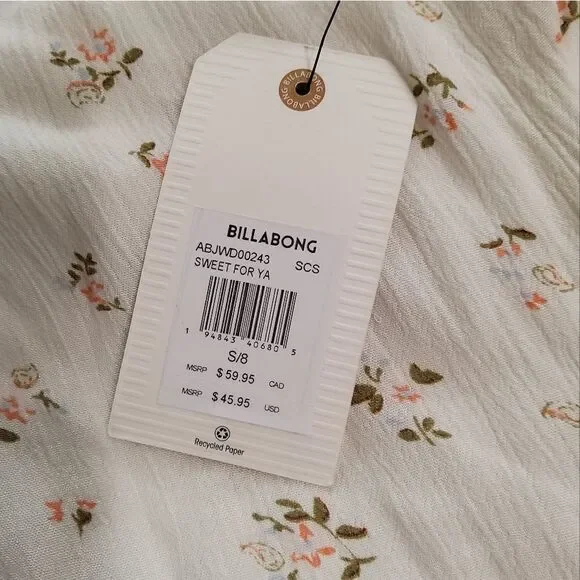 BILLABONG BILLABONG
BILLABONG
ABJWD00243 SCS
SWEET FOR YA
1 94843 40680 5
S/8
MSRP $59.95 CAD
MSRP $45.95 USD
Recycled Paper